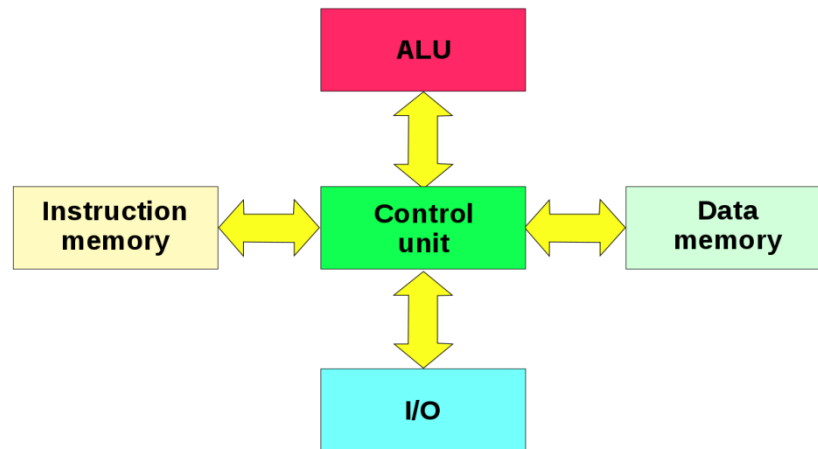 ALU
Instruction
memory
Control
unit
Data
memory
I/O